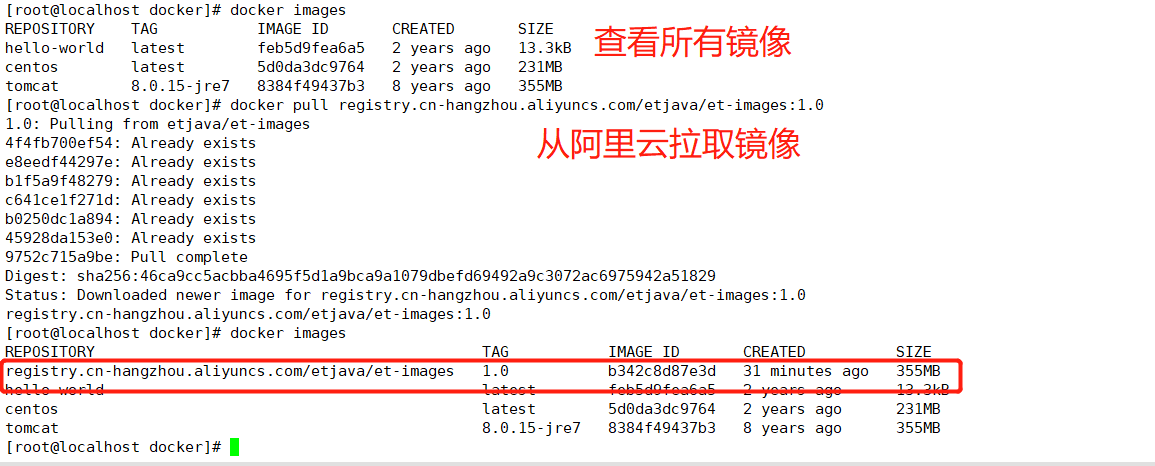 [root@localhost docker]# docker images
REPOSITORY    TAG           IMAGE ID       CREATED       SIZE
hello-world   latest        feb5d9fea6a5   2 years ago   13.3kB
centos        latest        5d0da3dc9764   2 years ago   231MB
tomcat        8.0.15-jre7   8384f49437b3   8 years ago   355MB
查看所有镜像
[root@localhost docker]# docker pull registry.cn-hangzhou.aliyuncs.com/etjava/et-images:1.0
1.0: Pulling from etjava/et-images
从阿里云拉取镜像
4f4fb700ef54: Already exists
e8eedf44297e: Already exists
b1f5a9f48279: Already exists
c641ce1f271d: Already exists
b0250dc1a894: Already exists
45928da153e0: Already exists
9752c715a9be: Pull complete
Digest: sha256:46ca9cc5acbba4695f5d1a9bca9a1079dbefd69492a9c3072ac6975942a51829
Status: Downloaded newer image for registry.cn-hangzhou.aliyuncs.com/etjava/et-images:1.0
registry.cn-hangzhou.aliyuncs.com/etjava/et-images:1.0
[root@localhost docker]# docker images
REPOSITORY                                           TAG           IMAGE ID       CREATED          SIZE
registry.cn-hangzhou.aliyuncs.com/etjava/et-images   1.0           b342c8d87e3d   31 minutes ago   355MB
hello-world                                          latest        feb5d9fea6a5   2 years ago      13.3kB
centos                                               latest        5d0da3dc9764   2 years ago      231MB
tomcat                                               8.0.15-jre7   8384f49437b3   8 years ago      355MB
[root@localhost docker]#